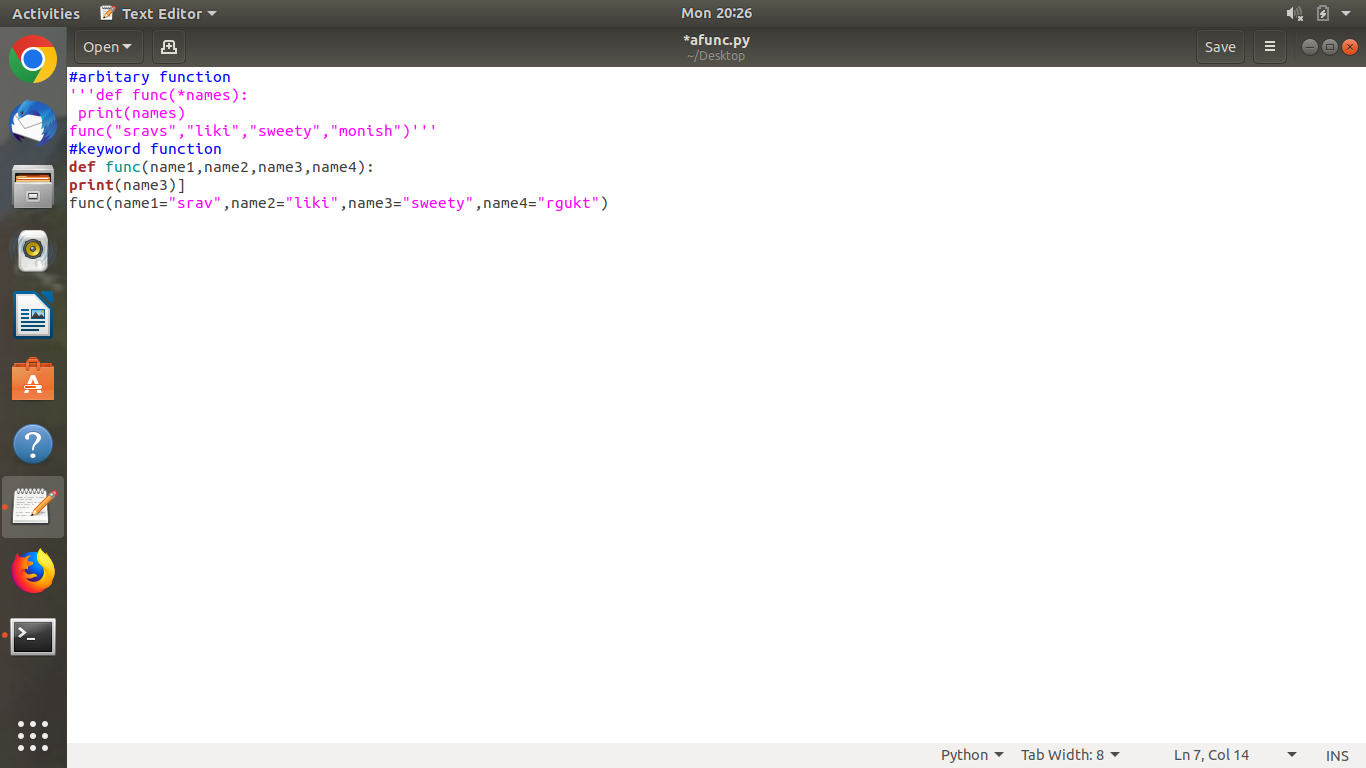 Activities Text Editor Mon 20:26
Open *afunc.py Save
~/Desktop
#arbitary function
'''def func(*names):
 print(names)
func("sravs","liki","sweety","monish")'''
#keyword function
def func(name1,name2,name3,name4):
print(name3)]
func(name1="srav",name2="liki",name3="sweety",name4="rgukt")
Python Tab Width: 8 Ln 7, Col 14 INS